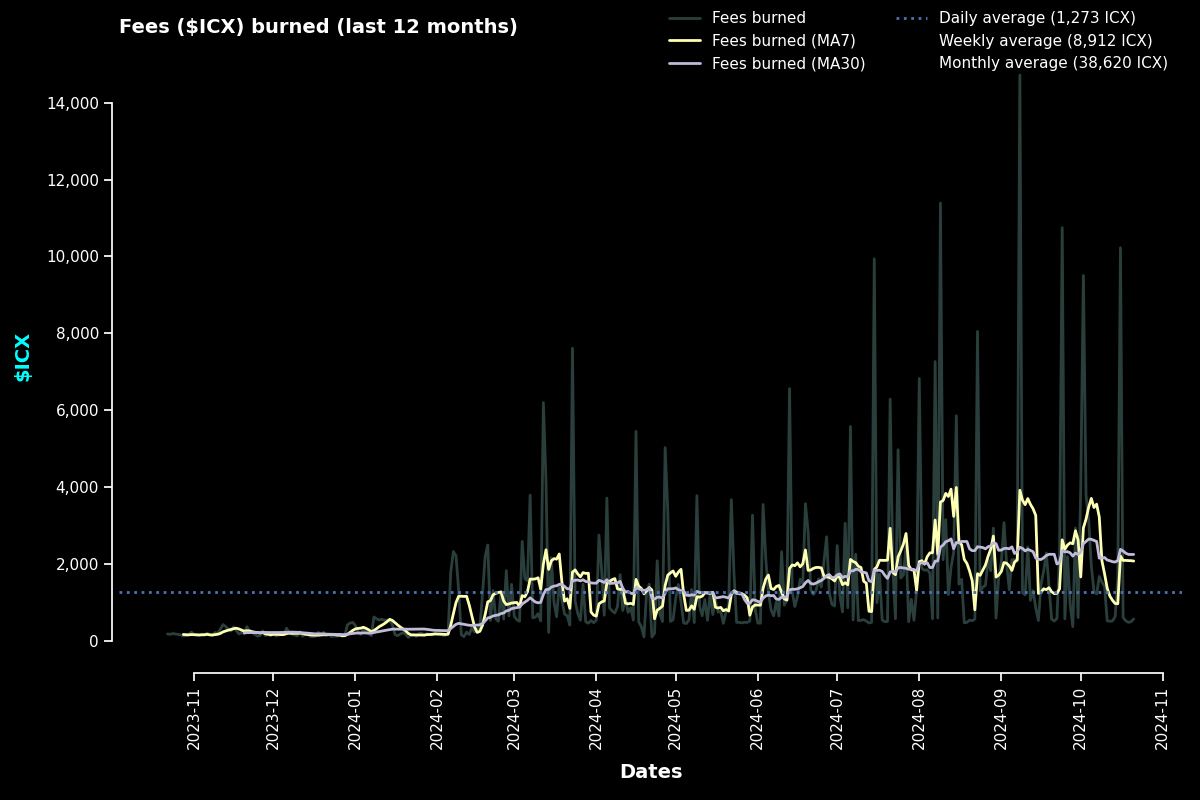 Fees ($ICX) burned (last 12 months)
Fees burned
Fees burned (MA7)
Fees burned (MA30)
Daily average (1,273 ICX)
Weekly average (8,912 ICX)
Monthly average (38,620 ICX)
14,000
12,000
10,000
8,000
6,000
4,000
2,000
0
$ICX
2023-11
2023-12
2024-01
2024-02
2024-03
2024-04
2024-05
2024-06
2024-07
2024-08
2024-09
2024-10
2024-11
Dates